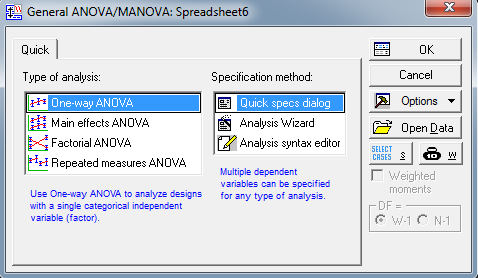 General ANOVA/MANOVA: Spreadsheet6
Quick
Type of analysis:
One-way ANOVA
Main effects ANOVA
Factorial ANOVA
Repeated measures ANOVA
Use One-way ANOVA to analyze designs
with a single categorical independent
variable (factor).
Specification method:
Quick specs dialog
Analysis Wizard
Analysis syntax editor
Multiple dependent
variables can be specified
for any type of analysis.
OK
Cancel
Options
Open Data
SELECT
CASES S
W
Weighted
moments
DF =
W-1 N-1